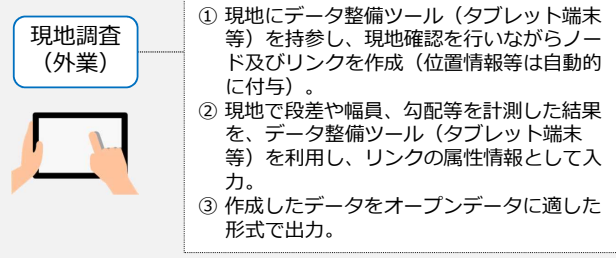 現地調査
（外業）
① 現地にデータ整備ツール（タブレット端末
等）を持参し、現地確認を行いながらノー
ド及びリンクを作成（位置情報等は自動的
に付与）。
② 現地で段差や幅員、勾配等を計測した結果
を、データ整備ツール（タブレット端末
等）を利用し、リンクの属性情報として入
力。
③ 作成したデータをオープンデータに適した
形式で出力。